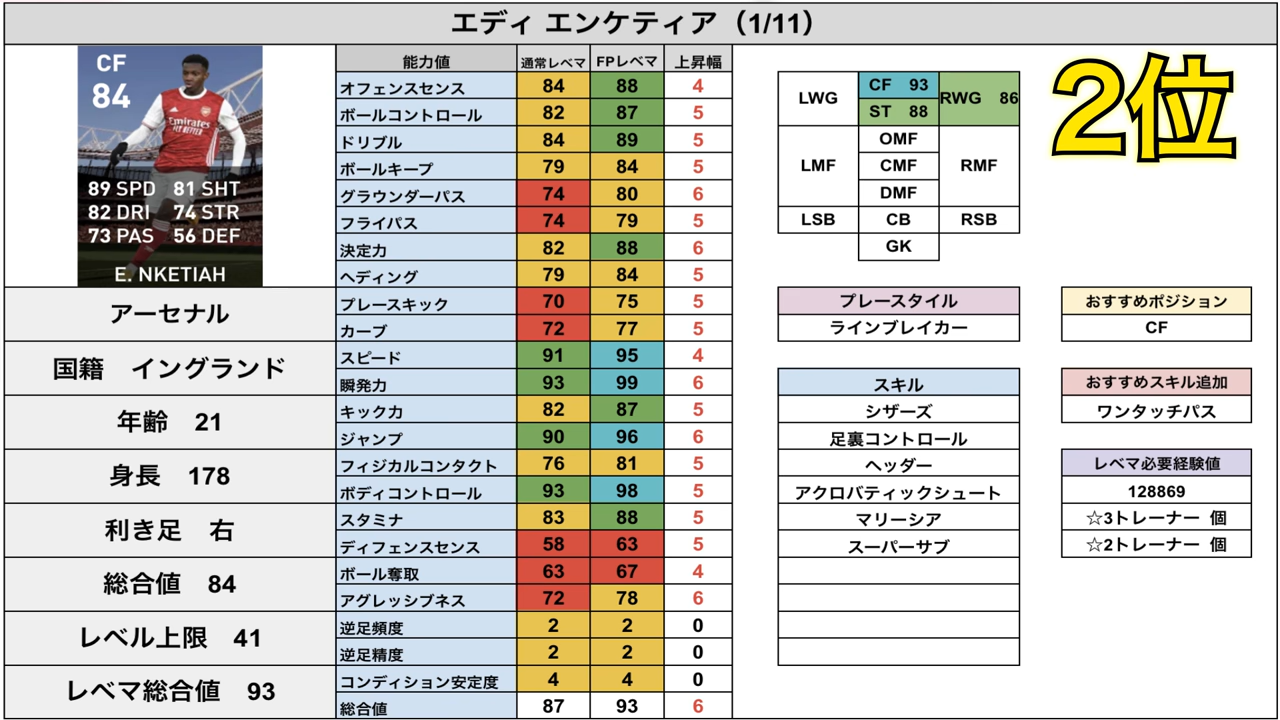 エディ エンケティア（1/11）
2位
CF
84
Emirates
FLY BETTER
89 SPD 81 SHT
82 DRI 74 STR
73 PAS 56 DEF
E. NKETIAH
アーセナル
国籍 イングランド
年齢 21
身長 178
利き足 右
総合値 84
レベル上限 41
レベマ総合値 93
能力値 通常レベマ FPレベマ 上昇幅
オフェンスセンス 84 88 4
ボールコントロール 82 87 5
ドリブル 84 89 5
ボールキープ 79 84 5
グラウンダーパス 74 80 6
フライパス 74 79 5
決定力 82 88 6
ヘディング 79 84 5
プレースキック 70 75 5
カーブ 72 77 5
スピード 91 95 4
瞬発力 93 99 6
キック力 82 87 5
ジャンプ 90 96 6
フィジカルコンタクト 76 81 5
ボディコントロール 93 98 5
スタミナ 83 88 5
ディフェンスセンス 58 63 5
ボール奪取 63 67 4
アグレッシブネス 72 78 6
逆足頻度 2 2 0
逆足精度 2 2 0
コンディション安定度 4 4 0
総合値 87 93 6
LWG CF 93 RWG 86
ST 88
OMF
LMF CMF RMF
DMF
LSB CB RSB
GK
プレースタイル
ラインブレイカー
スキル
シザーズ
足裏コントロール
ヘッダー
アクロバティックシュート
マリーシア
スーパーサブ
おすすめポジション
CF
おすすめスキル追加
ワンタッチパス
レベマ必要経験値
128869
☆3トレーナー 個
☆2トレーナー 個